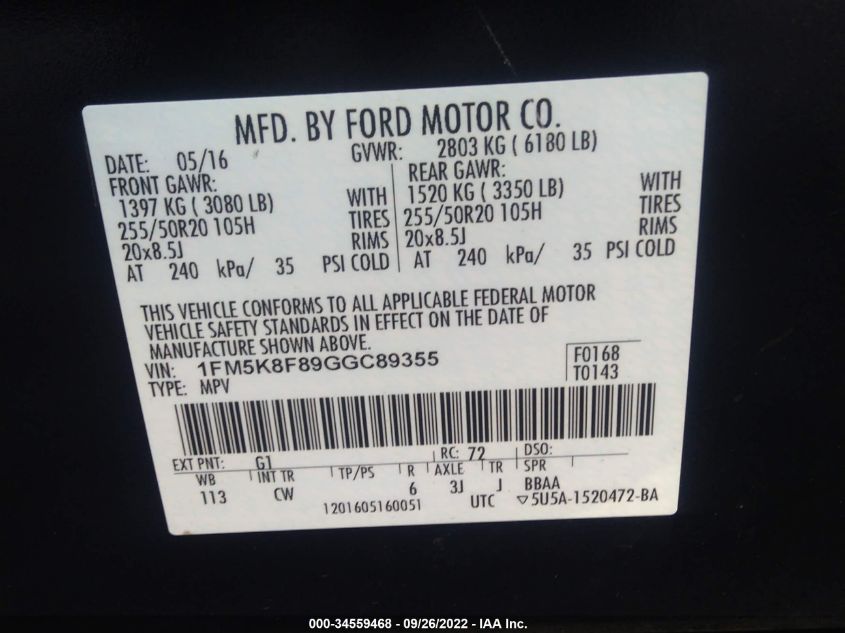 MFD. BY FORD MOTOR CO.
DATE: 05/16 GVWR: 2803 KG ( 6180 LB)
FRONT GAWR: REAR GAWR:
1397 KG ( 3080 LB) WITH 1520 KG ( 3350 LB) WITH
255/50R20 105H TIRES 255/50R20 105H TIRES
20x8.5J RIMS 20x8.5J RIMS
AT 240 kPa/ 35 PSI COLD AT 240 kPa/ 35 PSI COLD
THIS VEHICLE CONFORMS TO ALL APPLICABLE FEDERAL MOTOR
VEHICLE SAFETY STANDARDS IN EFFECT ON THE DATE OF
MANUFACTURE SHOWN ABOVE.
VIN: 1FM5K8F89GGC89355 F0168
TYPE: MPV T0143
EXT PNT: G1 RC: 72 DSO:
WB INT TR TP/PS R AXLE TR SPR
113 CW 6 3J J BBAA
1201605160051 UTC ▽5U5A-1520472-BA
000-34559468 - 09/26/2022 - IAA Inc.